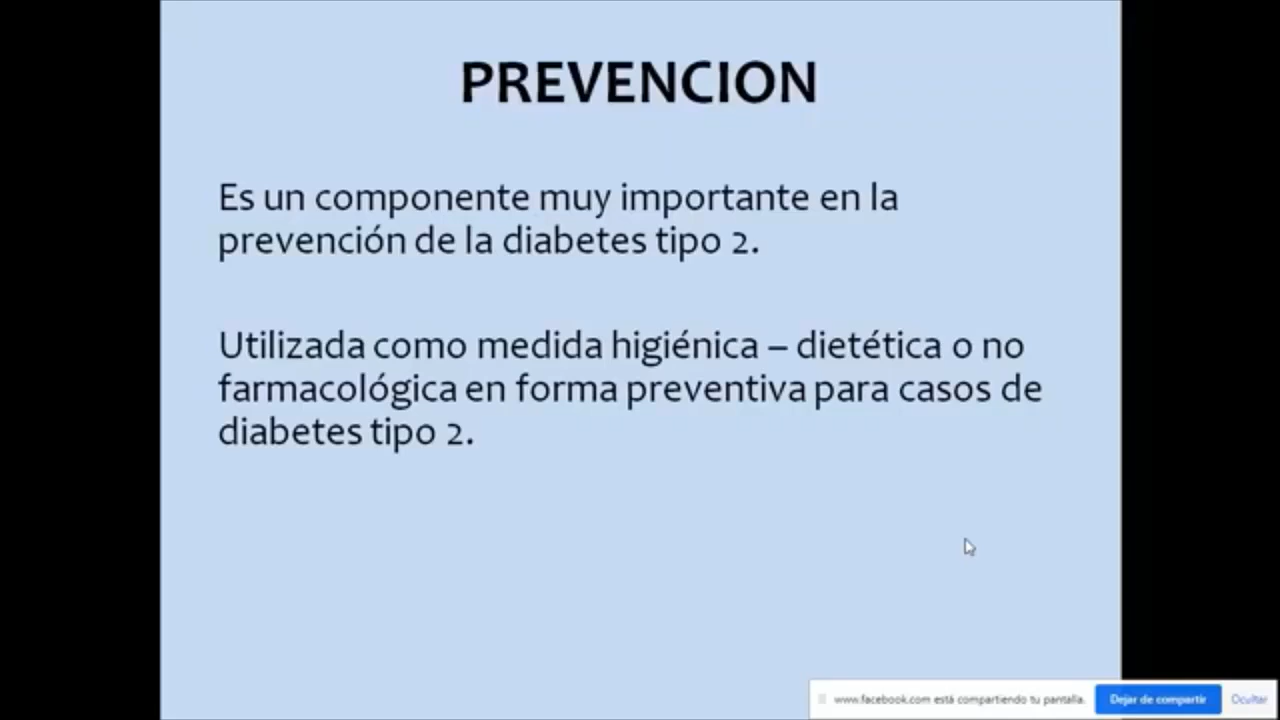 PREVENCION
Es un componente muy importante en la
prevención de la diabetes tipo 2.
Utilizada como medida higiénica – dietética o no
farmacológica en forma preventiva para casos de
diabetes tipo 2.
www.facebook.com está compartiendo tu pantalla. Dejar de compartir Ocultar